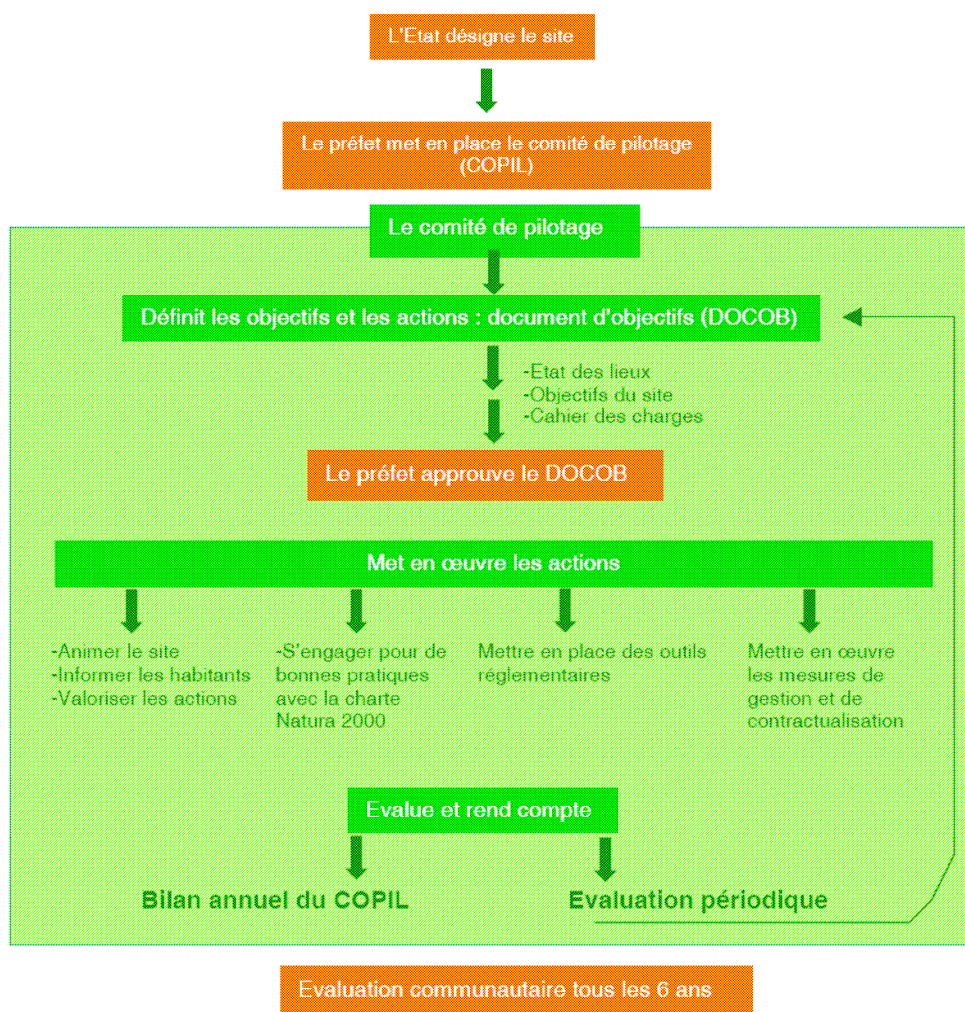 L'Etat désigne le site
Le préfet met en place le comité de pilotage
(COPIL)
Le comité de pilotage
Définit les objectifs et les actions : document d'objectifs (DOCOB)
-Etat des lieux
-Objectifs du site
-Cahier des charges
Le préfet approuve le DOCOB
Met en œuvre les actions
-Animer le site
-Informer les habitants
-Valoriser les actions
-S'engager pour de
bonnes pratiques
avec la charte
Natura 2000
Mettre en place des outils
réglementaires
Mettre en œuvre
les mesures de
gestion et de
contractualisation
Evalue et rend compte
Bilan annuel du COPIL
Evaluation périodique
Evaluation communautaire tous les 6 ans